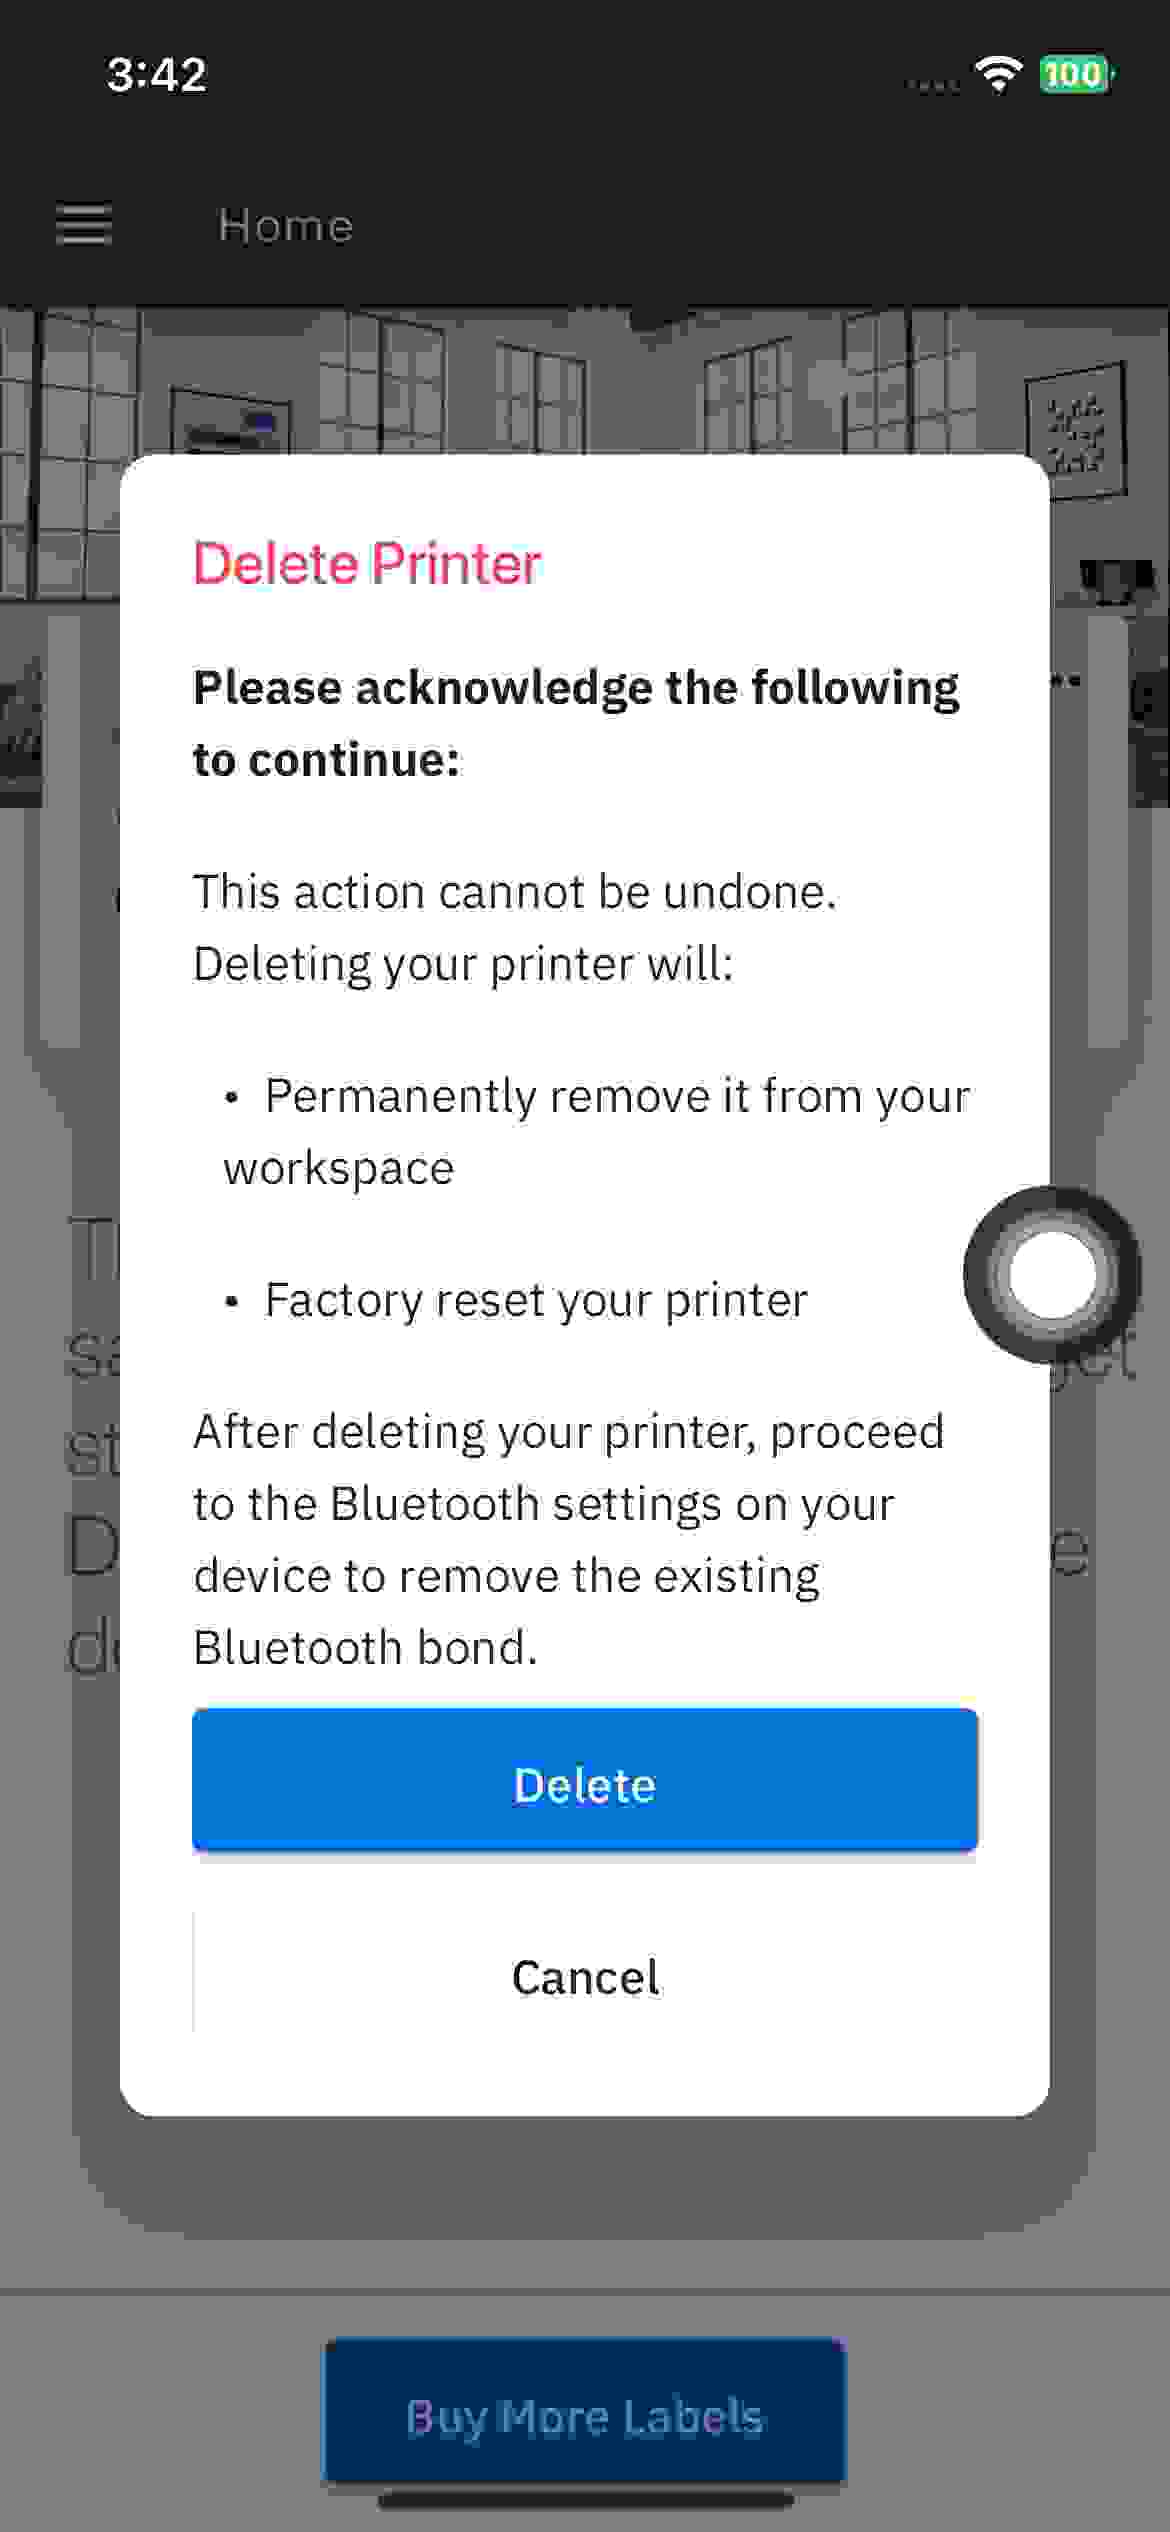 3:42
100
Home
Delete Printer
Please acknowledge the following
to continue:
This action cannot be undone.
Deleting your printer will:
• Permanently remove it from your
workspace
• Factory reset your printer
After deleting your printer, proceed
to the Bluetooth settings on your
device to remove the existing
Bluetooth bond.
Delete
Cancel
Buy More Labels